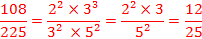 108/225 = (2² × 3³)/(3² × 5²) = (2² × 3)/5² = 12/25